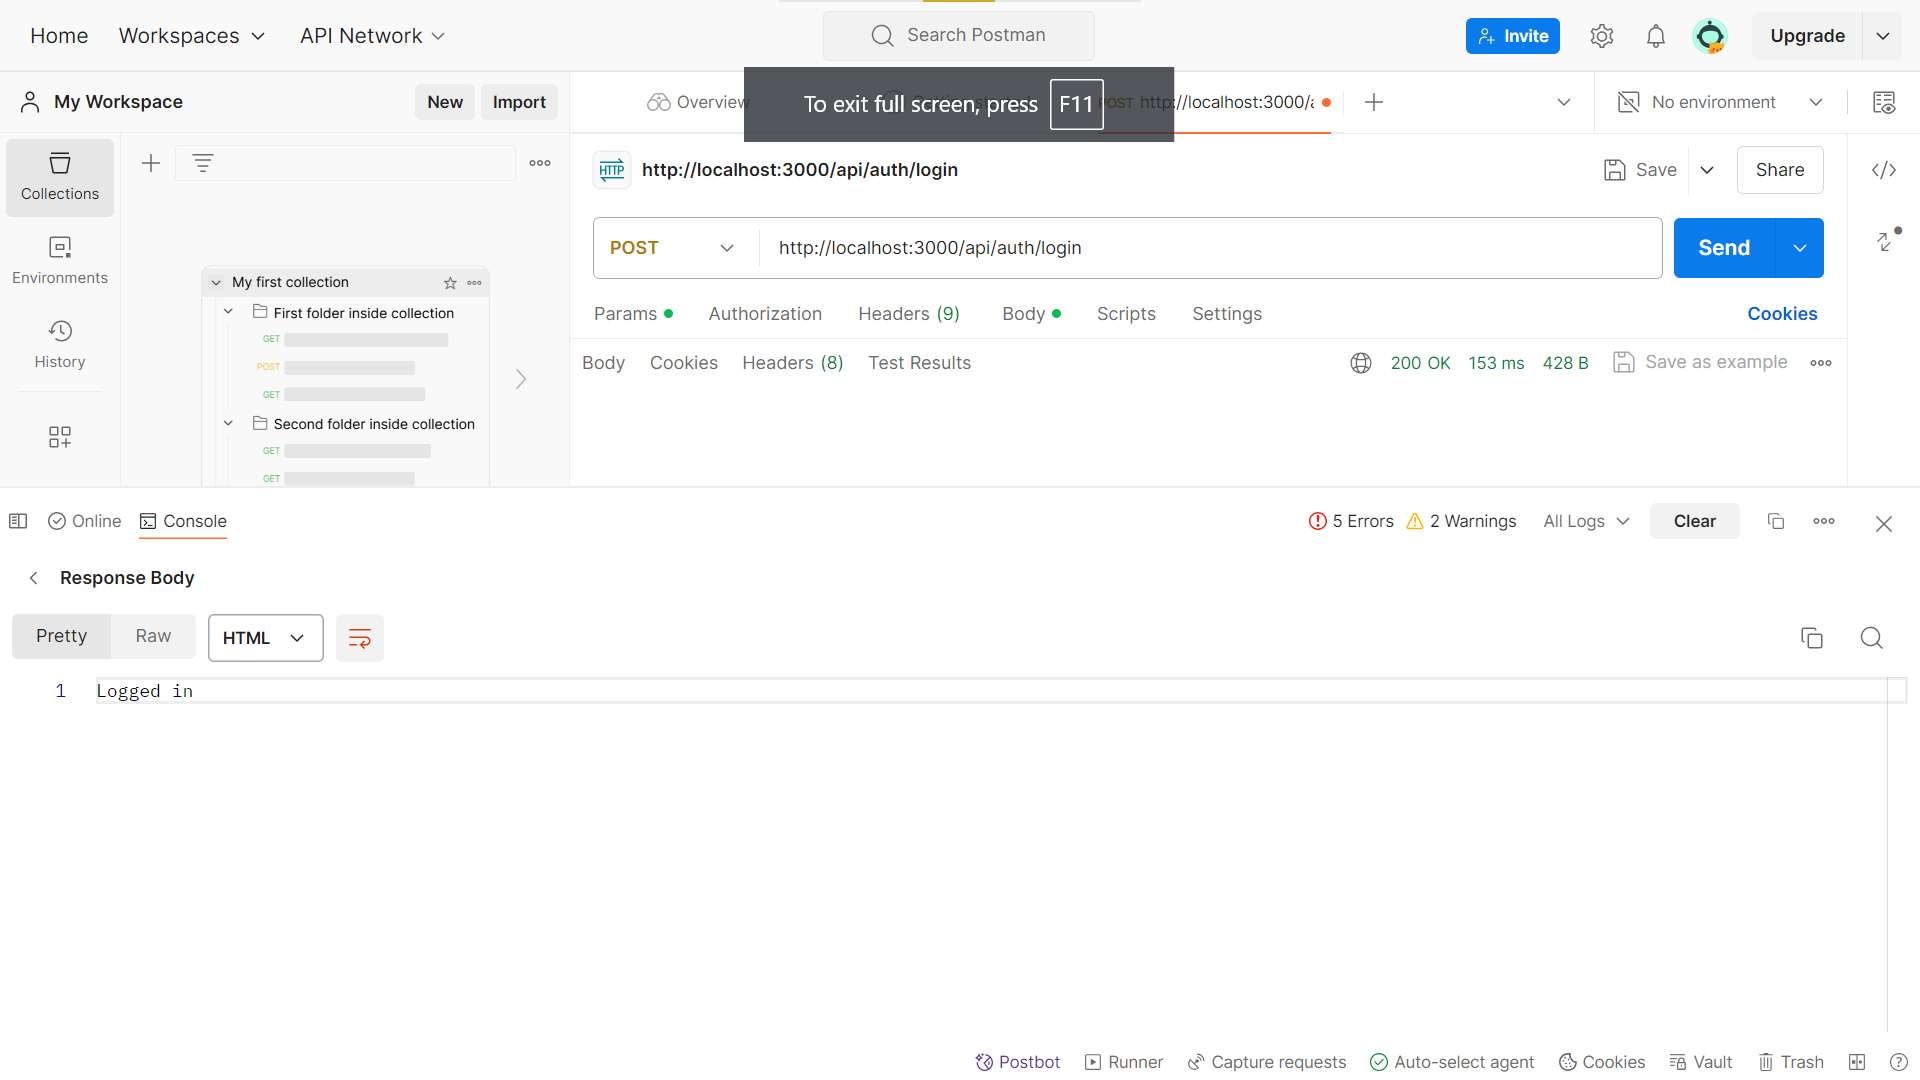 Home Workspaces API Network
Search Postman
Invite
Upgrade
My Workspace
New Import
Overview
To exit full screen, press F11
POST http://localhost:3000/a
No environment
Collections
Environments
History
My first collection
First folder inside collection
GET
POST
GET
Second folder inside collection
GET
GET
HTTP http://localhost:3000/api/auth/login
Save
Share
POST http://localhost:3000/api/auth/login
Send
Params Authorization Headers (9) Body Scripts Settings Cookies
Body Cookies Headers (8) Test Results
200 OK 153 ms 428 B Save as example
Online Console
5 Errors 2 Warnings All Logs Clear
Response Body
Pretty Raw HTML
1 Logged in
Postbot Runner Capture requests Auto-select agent Cookies Vault Trash